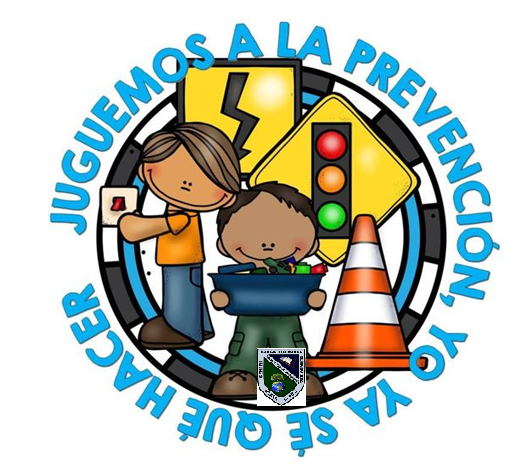 JUGUEMOS A LA PREVENCIÓN, YO YA SÉ QUÉ HACER